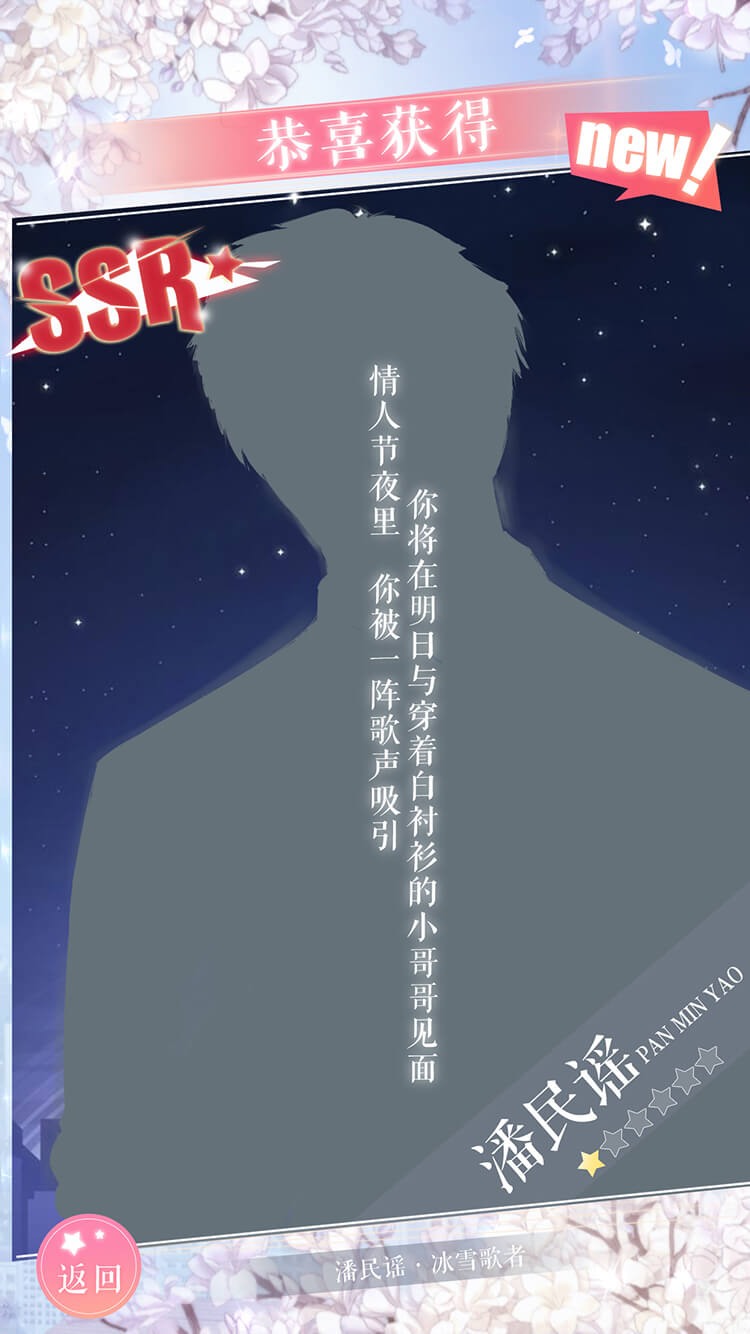 恭喜获得
new!
SSR
情人节夜里 你被一阵歌声吸引
你将在明日与穿着白衬衫的小哥哥见面
潘民谣 PAN MIN YAO
返回
潘民谣·冰雪歌者